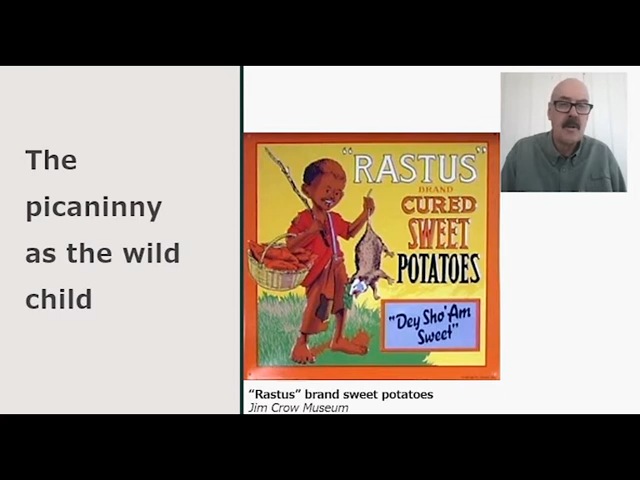 The
picaninny
as the wild
child
"RASTUS"
BRAND
CURED
SWEET
POTATOES
"Dey Sho' Am
Sweet"
"Rastus" brand sweet potatoes
Jim Crow Museum